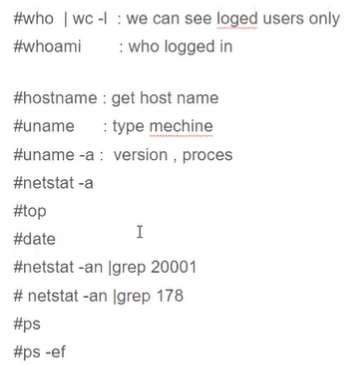 #who  | wc -l  : we can see loged users only
#whoami        : who logged in
#hostname : get host name
#uname      : type mechine
#uname -a :  version , proces
#netstat -a
#top
#date
#netstat -an |grep 20001
# netstat -an |grep 178
#ps
#ps -ef